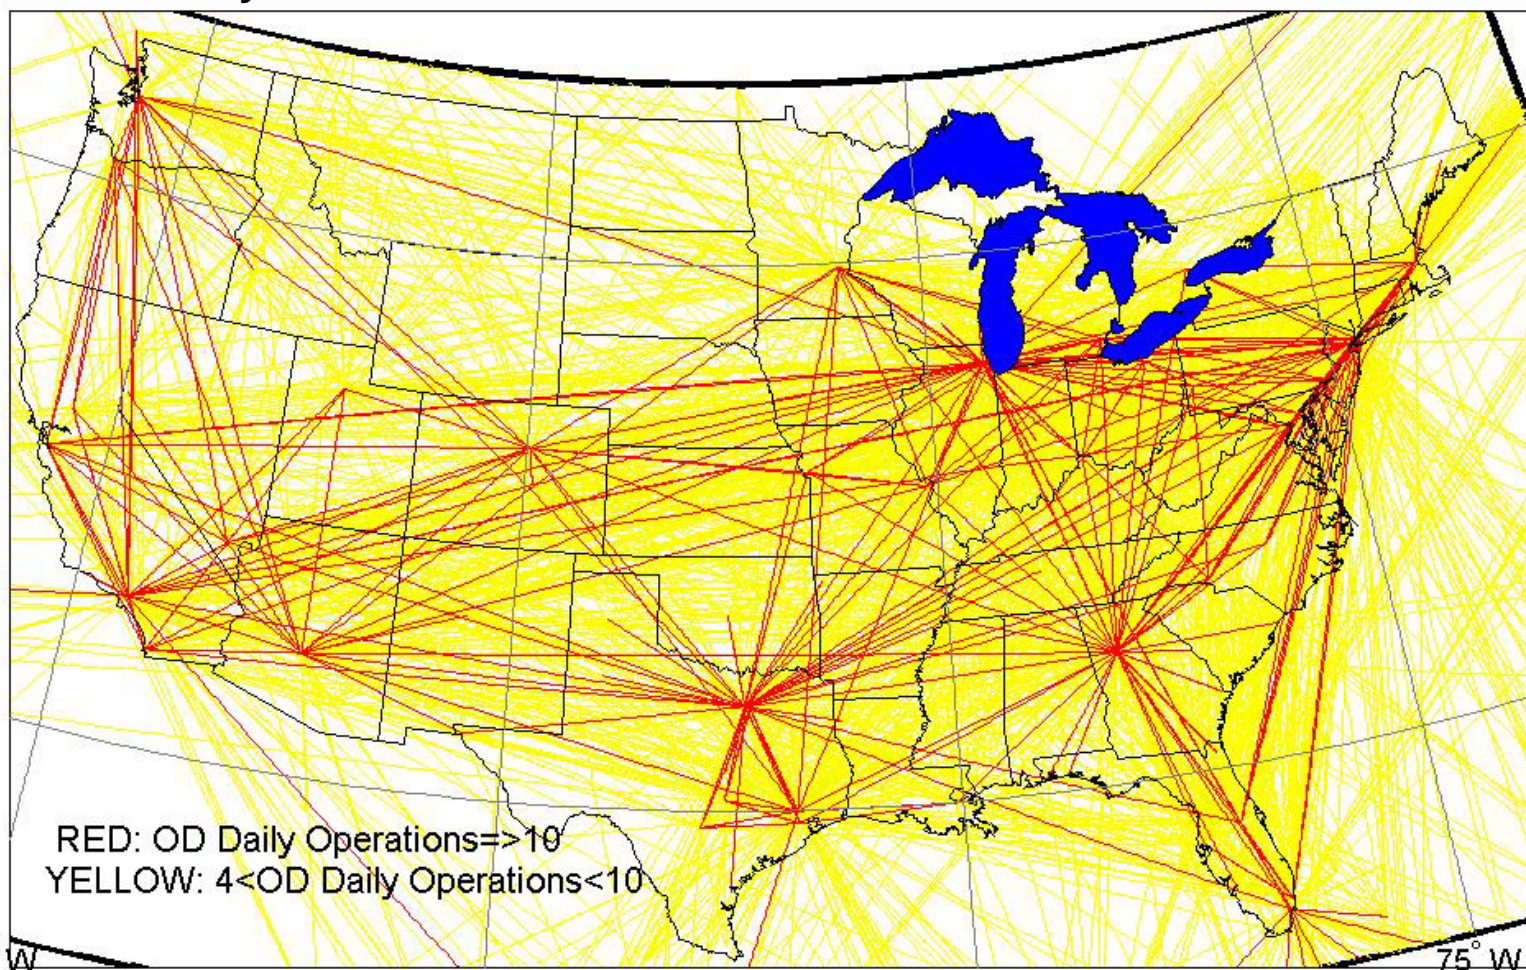 RED: OD Daily Operations=>10
YELLOW: 4<OD Daily Operations<10
W
75° W